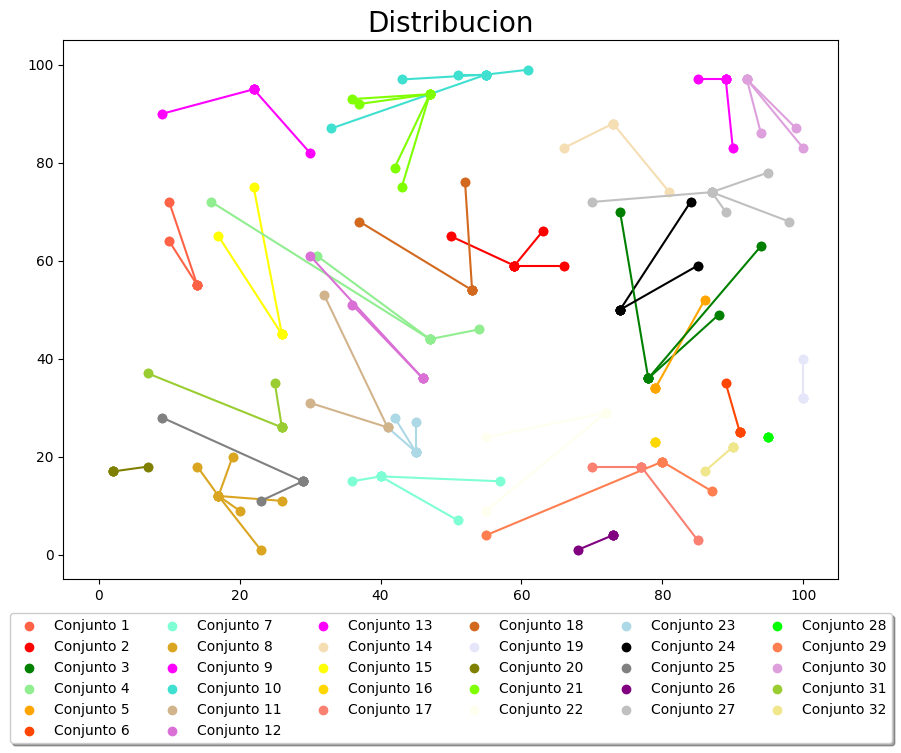 Distribucion
100
80
60
40
20
0
0 20 40 60 80 100
Conjunto 1 Conjunto 7 Conjunto 13 Conjunto 18 Conjunto 23 Conjunto 28
Conjunto 2 Conjunto 8 Conjunto 14 Conjunto 19 Conjunto 24 Conjunto 29
Conjunto 3 Conjunto 9 Conjunto 15 Conjunto 20 Conjunto 25 Conjunto 30
Conjunto 4 Conjunto 10 Conjunto 16 Conjunto 21 Conjunto 26 Conjunto 31
Conjunto 5 Conjunto 11 Conjunto 17 Conjunto 22 Conjunto 27 Conjunto 32
Conjunto 6 Conjunto 12